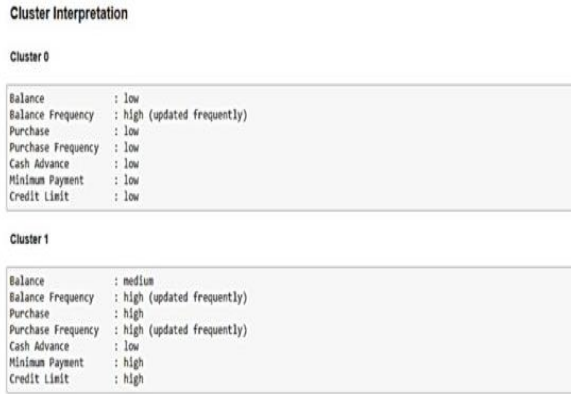 Cluster Interpretation
Cluster 0
Balance : low
Balance Frequency : high (updated frequently)
Purchase : low
Purchase Frequency : low
Cash Advance : low
Minimum Payment : low
Credit Limit : low
Cluster 1
Balance : medium
Balance Frequency : high (updated frequently)
Purchase : high
Purchase Frequency : high (updated frequently)
Cash Advance : low
Minimum Payment : high
Credit Limit : high